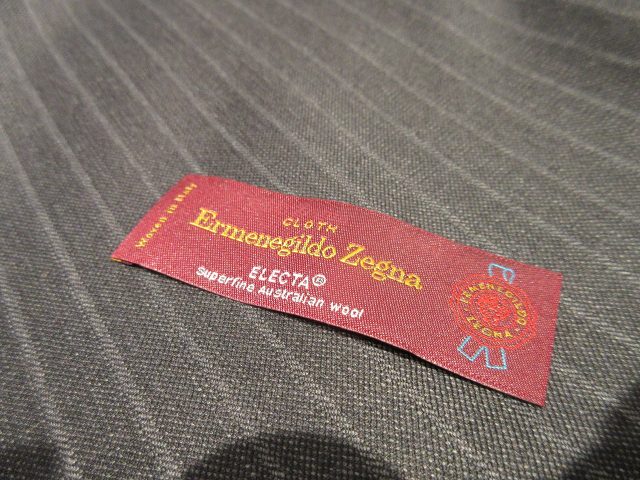 Woven in Italy
CLOTH
Ermenegildo Zegna
ELECTA®
Superfine Australian Wool
ERMENEGILDO
ZEGNA